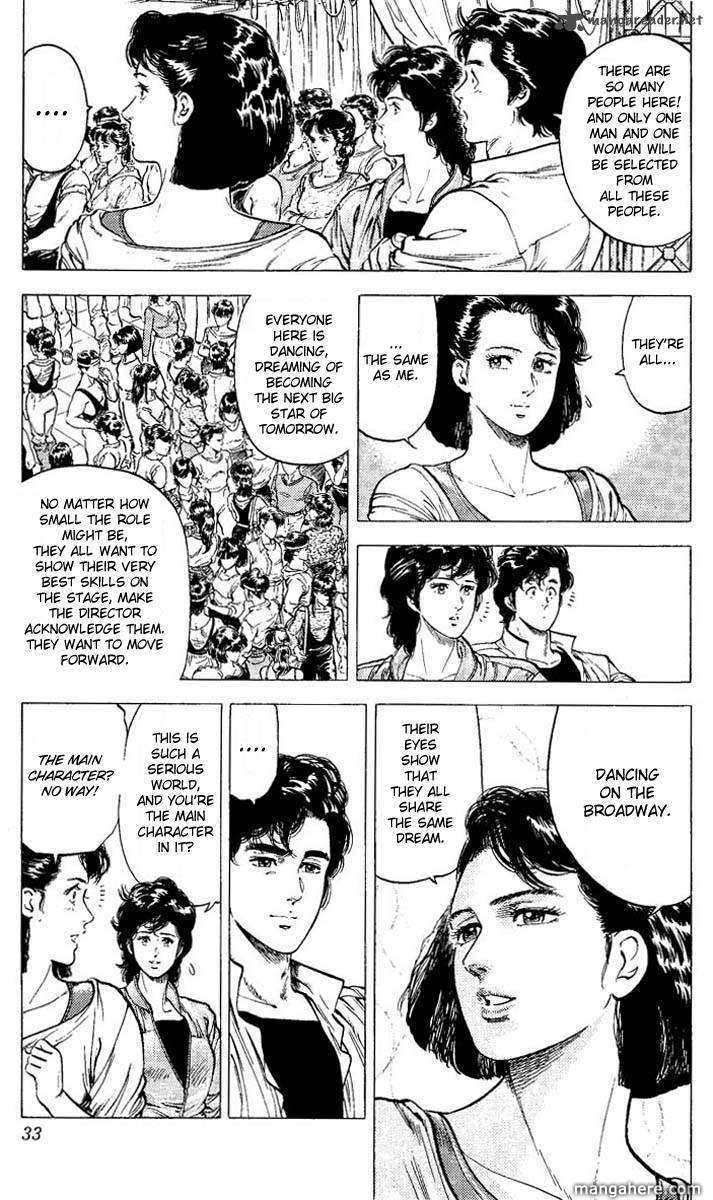 mangareader.net
THERE ARE
SO MANY
PEOPLE HERE!
AND ONLY ONE
MAN AND ONE
WOMAN WILL
BE SELECTED
FROM
ALL THESE
PEOPLE.
....
THEY'RE
ALL...
...
THE SAME
AS ME.
EVERYONE
HERE IS
DANCING,
DREAMING OF
BECOMING
THE NEXT BIG
STAR OF
TOMORROW.
NO MATTER HOW
SMALL THE ROLE
MIGHT BE,
THEY ALL WANT TO
SHOW THEIR VERY
BEST SKILLS ON
THE STAGE, MAKE
THE DIRECTOR
ACKNOWLEDGE THEM.
THEY WANT TO MOVE
FORWARD.
DANCING
ON THE
BROADWAY.
THEIR
EYES
SHOW
THAT
THEY ALL
SHARE
THE SAME
DREAM.
....
THIS IS
SUCH A
SERIOUS
WORLD,
AND YOU'RE
THE MAIN
CHARACTER
IN IT?
THE MAIN
CHARACTER?
NO WAY!
33
mangahere.com